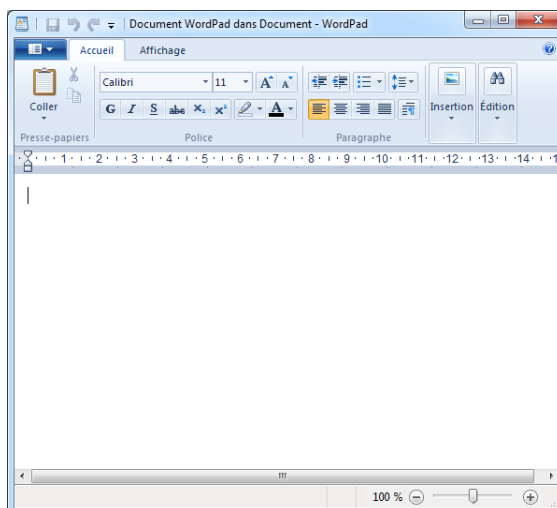 Document WordPad dans Document - WordPad
Accueil Affichage
Calibri 11 A A
Coller G I S abc X₂ X² A Insertion Édition
Presse-papiers Police Paragraphe
1 2 3 4 5 6 7 8 9 10 11 12 13 14 1
100 %